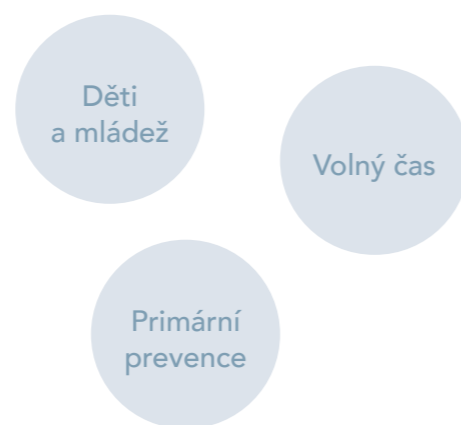 Děti
a mládež
Volný čas
Primární
prevence